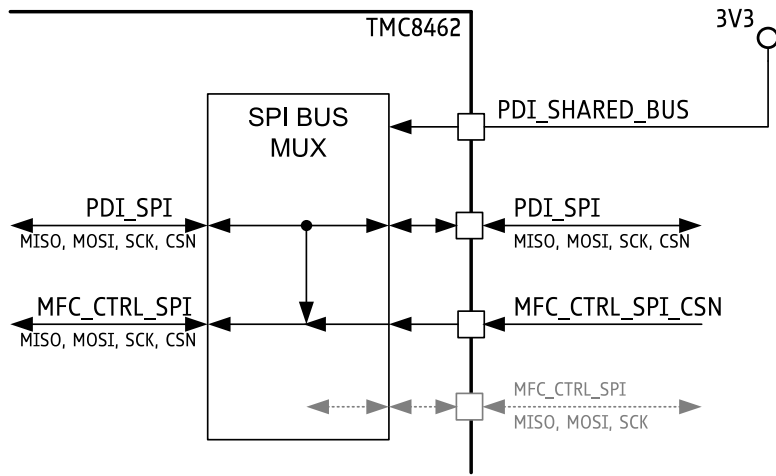 TMC8462
3V3
SPI BUS
MUX
PDI_SHARED_BUS
PDI_SPI
MISO, MOSI, SCK, CSN
PDI_SPI
MISO, MOSI, SCK, CSN
MFC_CTRL_SPI
MISO, MOSI, SCK, CSN
MFC_CTRL_SPI_CSN
MFC_CTRL_SPI
MISO, MOSI, SCK